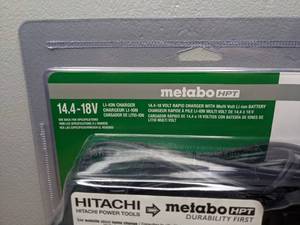 metabo HPT
14.4-18V
LI-ION CHARGER
CHARGEUR LI-ION
CARGADOR DE LITIO-ION
14.4-18 VOLT RAPID CHARGER WITH Multi Volt Li-ion BATTERY
CHARGEUR RAPIDE À PILE LI-ION MULTI-VOLT DE 14,4 à 18 V
CARGADOR RÁPIDO DE 14,4 a 18 VOLTIOS CON BATERÍA DE IONES DE
LITIO MULTI VOLT
HITACHI
HITACHI POWER TOOLS
metabo HPT
DURABILITY FIRST